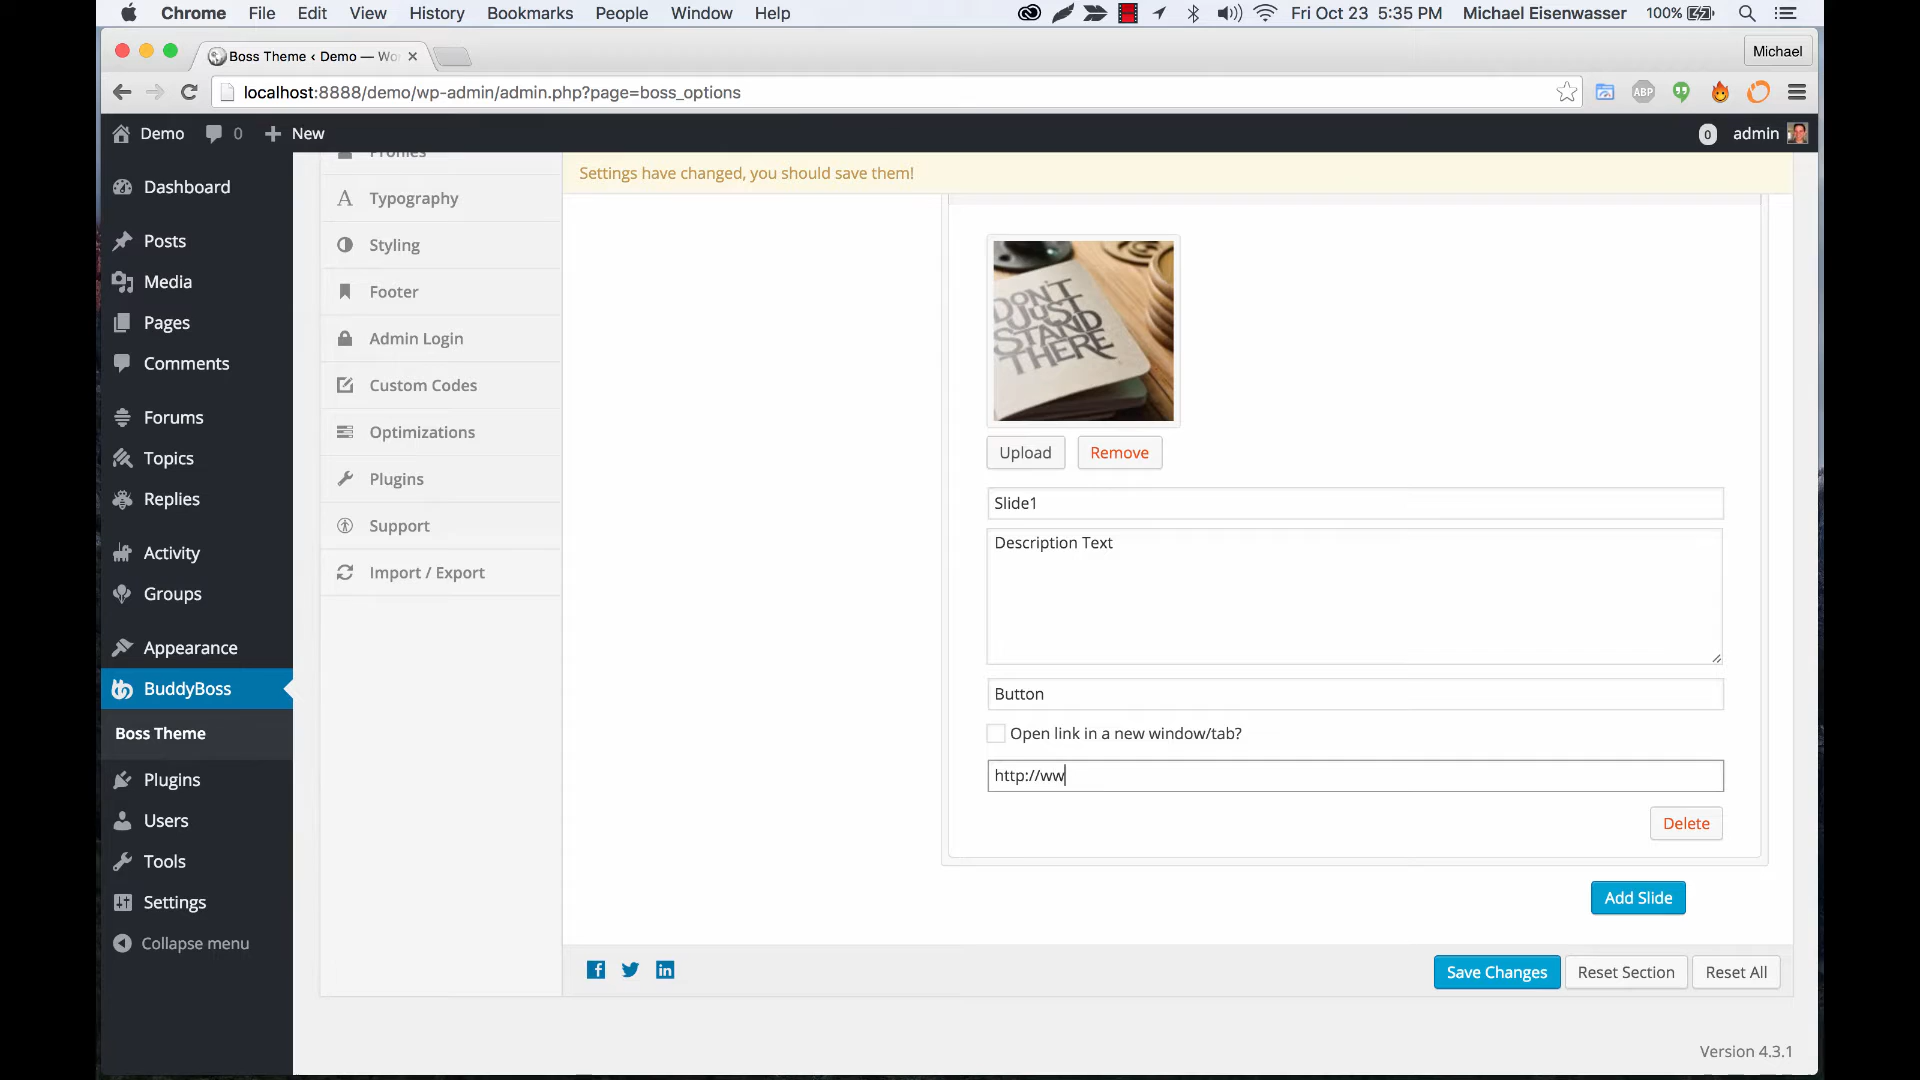 Chrome File Edit View History Bookmarks People Window Help Fri Oct 23 5:35 PM Michael Eisenwasser 100%
Boss Theme ‹ Demo — Wo
Michael
localhost:8888/demo/wp-admin/admin.php?page=boss_options
ABP
Demo 0 New 0 admin
Dashboard
Posts
Media
Pages
Comments
Forums
Topics
Replies
Activity
Groups
Appearance
BuddyBoss
Boss Theme
Plugins
Users
Tools
Settings
Collapse menu
Profiles
Typography
Styling
Footer
Admin Login
Custom Codes
Optimizations
Plugins
Support
Import / Export
Settings have changed, you should save them!
DON'T
JUST
STAND
THERE
Upload Remove
Slide1
Description Text
Button
Open link in a new window/tab?
http://ww
Delete
Add Slide
Save Changes Reset Section Reset All
Version 4.3.1